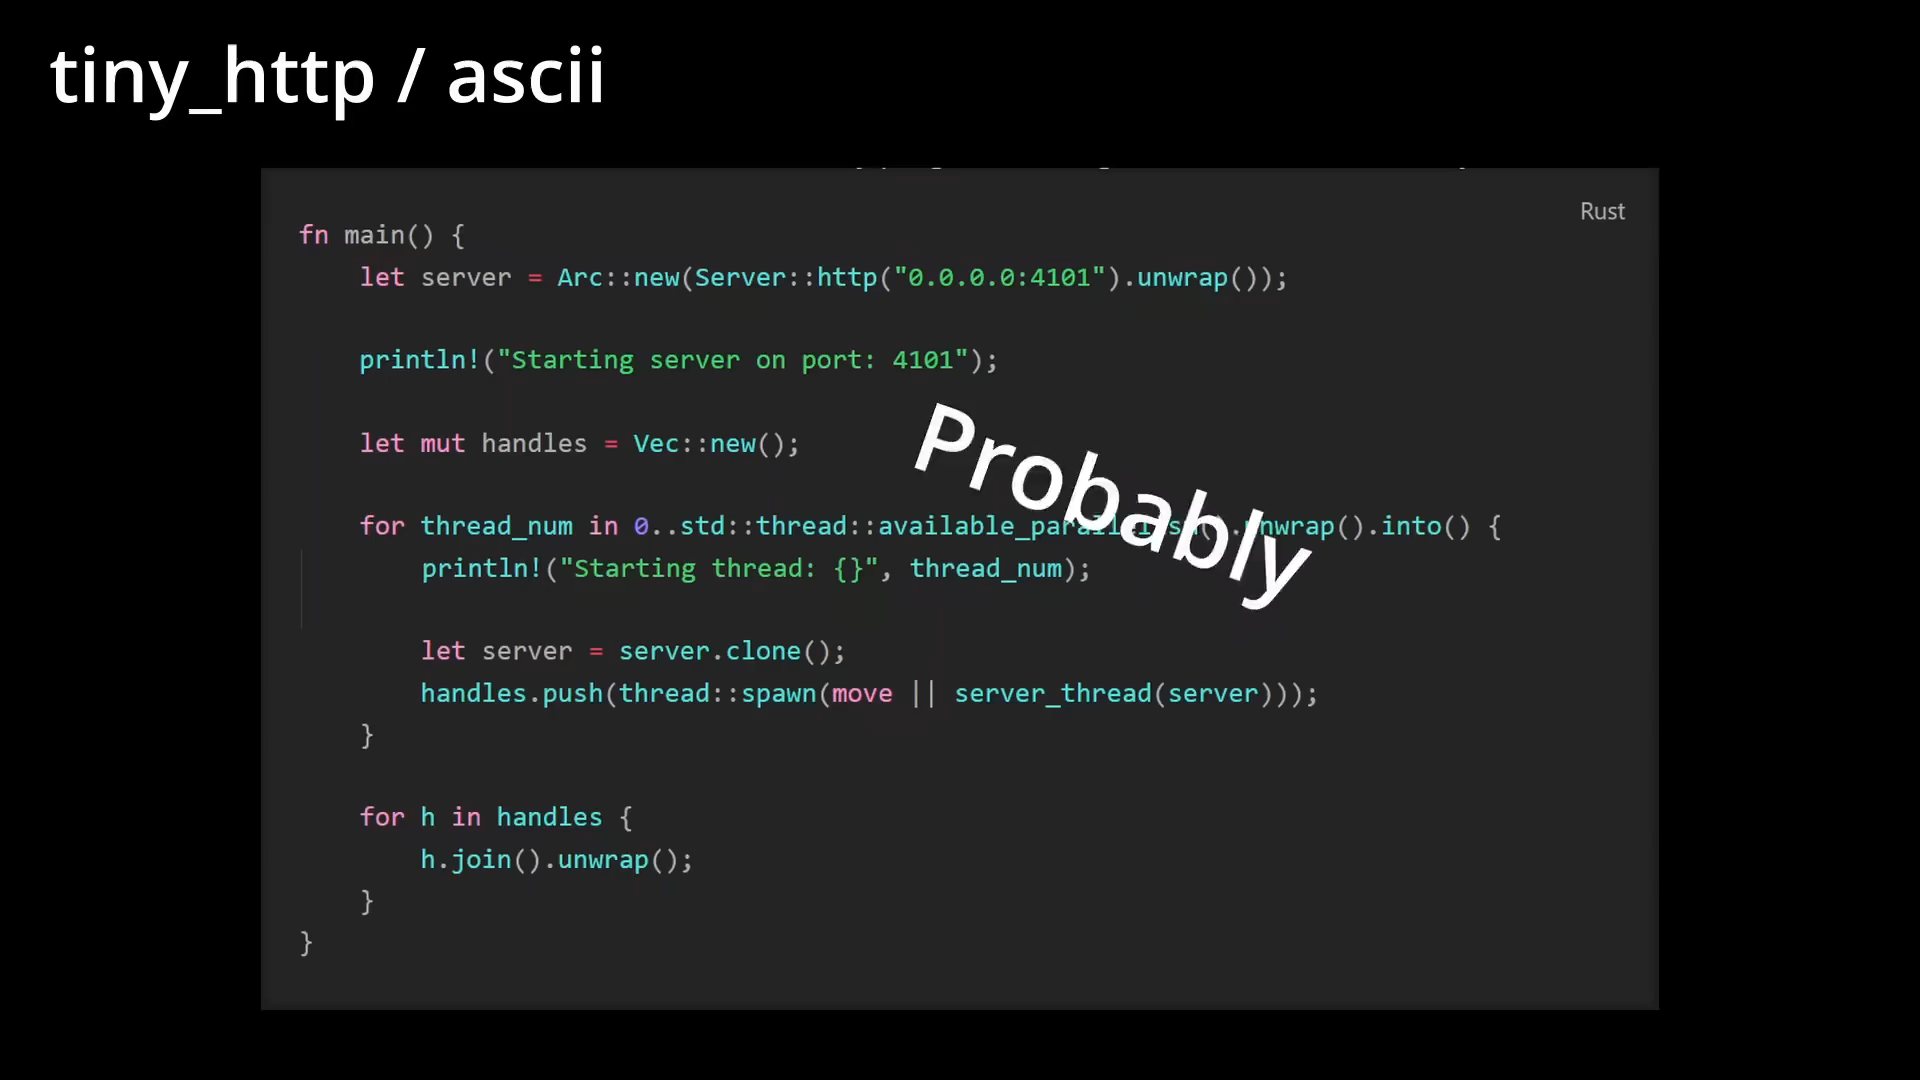 tiny_http / ascii
Rust
fn main() {
    let server = Arc::new(Server::http("0.0.0.0:4101").unwrap());
    println!("Starting server on port: 4101");
    let mut handles = Vec::new();
Probably
    for thread_num in 0..std::thread::available_parallelism().unwrap().into() {
        println!("Starting thread: {}", thread_num);
        let server = server.clone();
        handles.push(thread::spawn(move || server_thread(server)));
    }
    for h in handles {
        h.join().unwrap();
    }
}